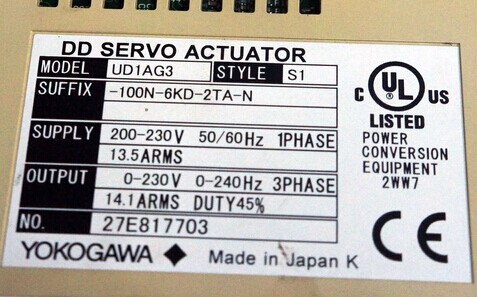 DD SERVO ACTUATOR
MODEL UD1AG3 STYLE S1
SUFFIX -100N-6KD-2TA-N
SUPPLY 200-230V 50/60Hz 1PHASE
13.5ARMS
OUTPUT 0-230V 0-240Hz 3PHASE
14.1ARMS DUTY45%
NO. 27E817703
YOKOGAWA Made in Japan K
C UL US
LISTED
POWER
CONVERSION
EQUIPMENT
2WW7
CE